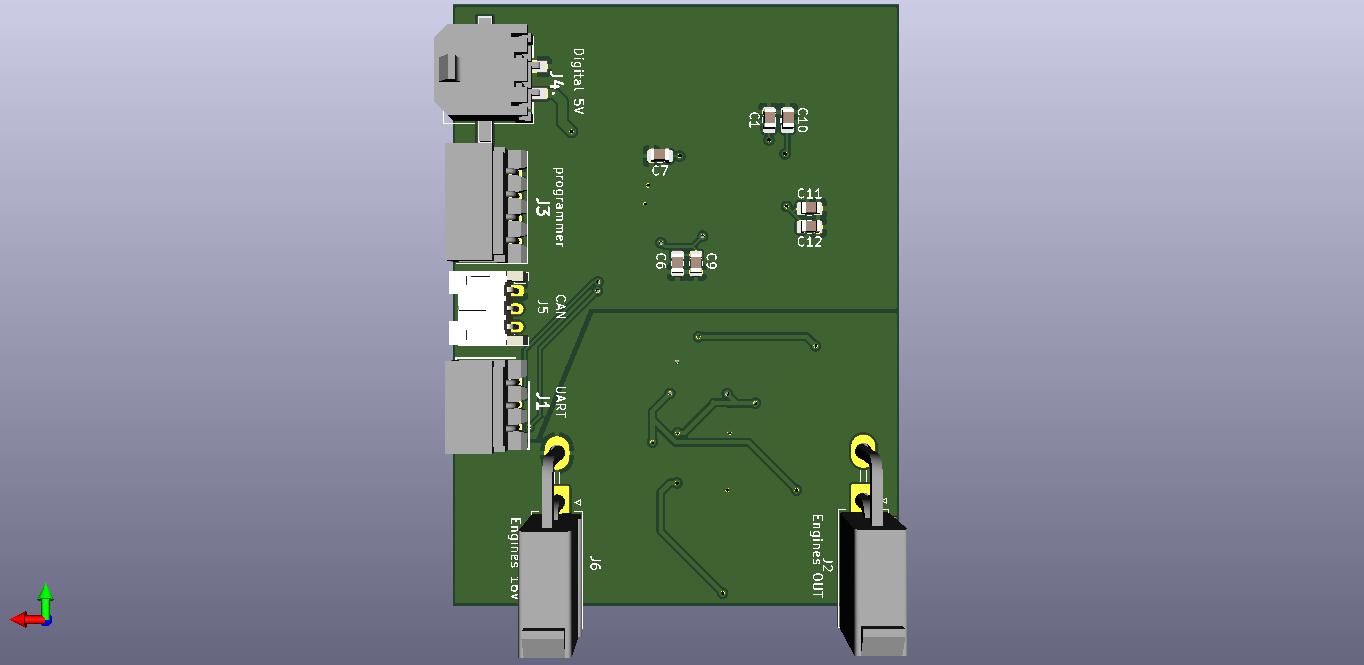 Digital 5V
J4.
C1
C10
C7
programmer
J3
C11
C12
C6
C9
CAN
J5
UART
J1
Engines 16V
J6
Engines OUT
J2